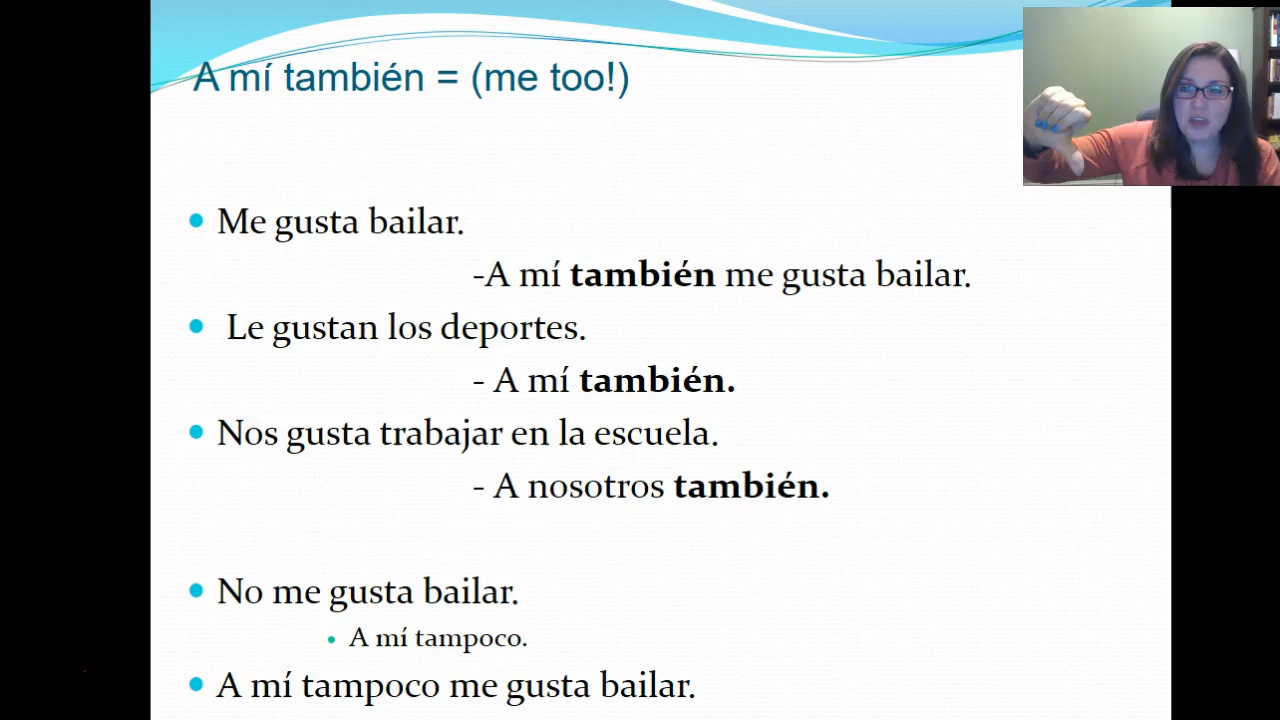 A mí también = (me too!)
Me gusta bailar.
-A mí también me gusta bailar.
Le gustan los deportes.
- A mí también.
Nos gusta trabajar en la escuela.
- A nosotros también.
No me gusta bailar.
A mí tampoco.
A mí tampoco me gusta bailar.